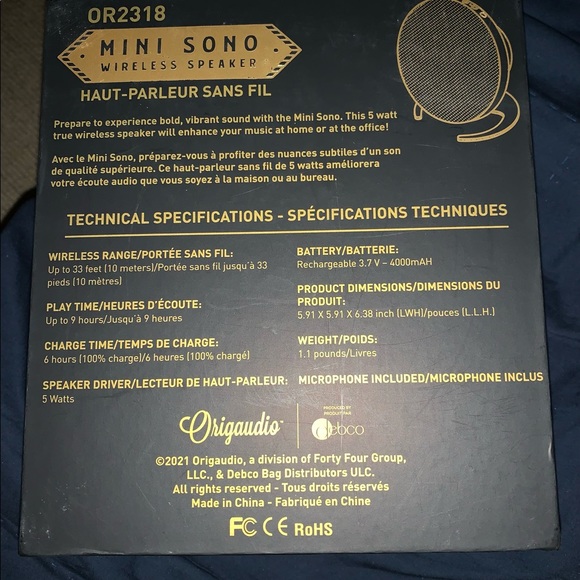 OR2318
MINI SONO
WIRELESS SPEAKER
HAUT-PARLEUR SANS FIL
Prepare to experience bold, vibrant sound with the Mini Sono. This 5 watt
true wireless speaker will enhance your music at home or at the office!
Avec le Mini Sono, préparez-vous à profiter des nuances subtiles d'un son
de qualité supérieure. Ce haut-parleur sans fil de 5 watts améliorera
votre écoute audio que vous soyez à la maison ou au bureau.
TECHNICAL SPECIFICATIONS - SPÉCIFICATIONS TECHNIQUES
WIRELESS RANGE/PORTÉE SANS FIL:
Up to 33 feet (10 meters)/Portée sans fil jusqu'à 33
pieds (10 mètres)
PLAY TIME/HEURES D'ÉCOUTE:
Up to 9 hours/Jusqu'à 9 heures
CHARGE TIME/TEMPS DE CHARGE:
6 hours (100% charge)/6 heures (100% chargé)
SPEAKER DRIVER/LECTEUR DE HAUT-PARLEUR:
5 Watts
BATTERY/BATTERIE:
Rechargeable 3.7 V – 4000mAH
PRODUCT DIMENSIONS/DIMENSIONS DU
PRODUIT:
5.91 X 5.91 X 6.38 inch (LWH)/pouces (L.L.H.)
WEIGHT/POIDS:
1.1 pounds/Livres
MICROPHONE INCLUDED/MICROPHONE INCLUS
Origaudio™
PRODUCED BY
PRODUIT PAR
debco
©2021 Origaudio, a division of Forty Four Group,
LLC., & Debco Bag Distributors ULC.
All rights reserved - Tous droits réservés
Made in China - Fabriqué en Chine
FC CE RoHS